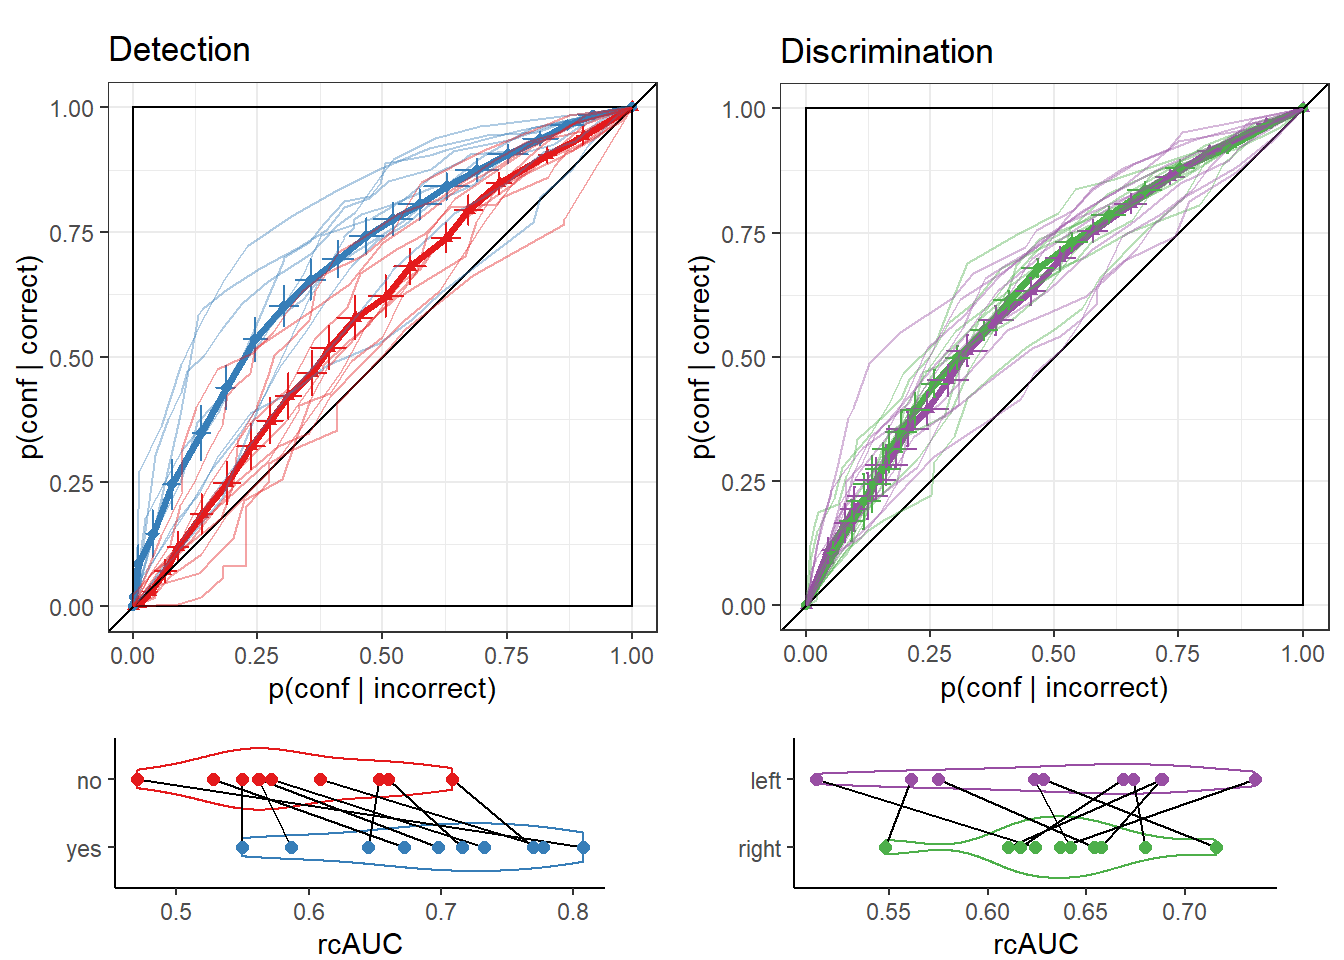 Detection
1.00
0.75
0.50
0.25
0.00
p(conf | correct)
0.00 0.25 0.50 0.75 1.00
p(conf | incorrect)
Discrimination
1.00
0.75
0.50
0.25
0.00
p(conf | correct)
0.00 0.25 0.50 0.75 1.00
p(conf | incorrect)
no
yes
0.5 0.6 0.7 0.8
rcAUC
left
right
0.55 0.60 0.65 0.70
rcAUC